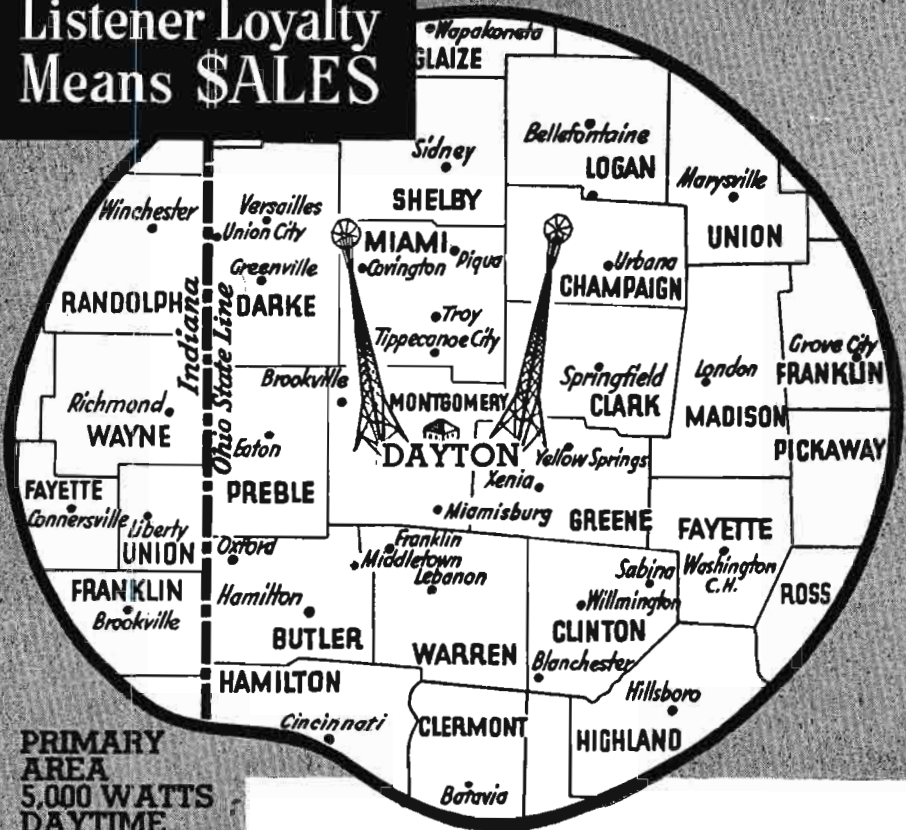 Listener Loyalty
Means $ALES
Wapakoneta
GLAIZE
Bellefontaine
LOGAN
Sidney
SHELBY
Marysville
UNION
Winchester
RANDOLPH
Versailles
Union City
Greenville
DARKE
MIAMI
Covington
Piqua
Troy
Tippecanoe City
Urbana
CHAMPAIGN
Indiana
Ohio State Line
Brookville
MONTGOMERY
DAYTON
Springfield
CLARK
London
MADISON
Grove City
FRANKLIN
PICKAWAY
Richmond
WAYNE
Eaton
PREBLE
Yellow Springs
Xenia
Miamisburg
GREENE
FAYETTE
Connersville
Liberty
UNION
FAYETTE
Washington
C.H.
Oxford
Franklin
Middletown
Lebanon
Sabina
Willmington
CLINTON
Blanchester
ROSS
FRANKLIN
Brookville
Hamilton
BUTLER
WARREN
HAMILTON
Cincinnati
CLERMONT
Batavia
Hillsboro
HIGHLAND
PRIMARY
AREA
5,000 WATTS
DAYTIME